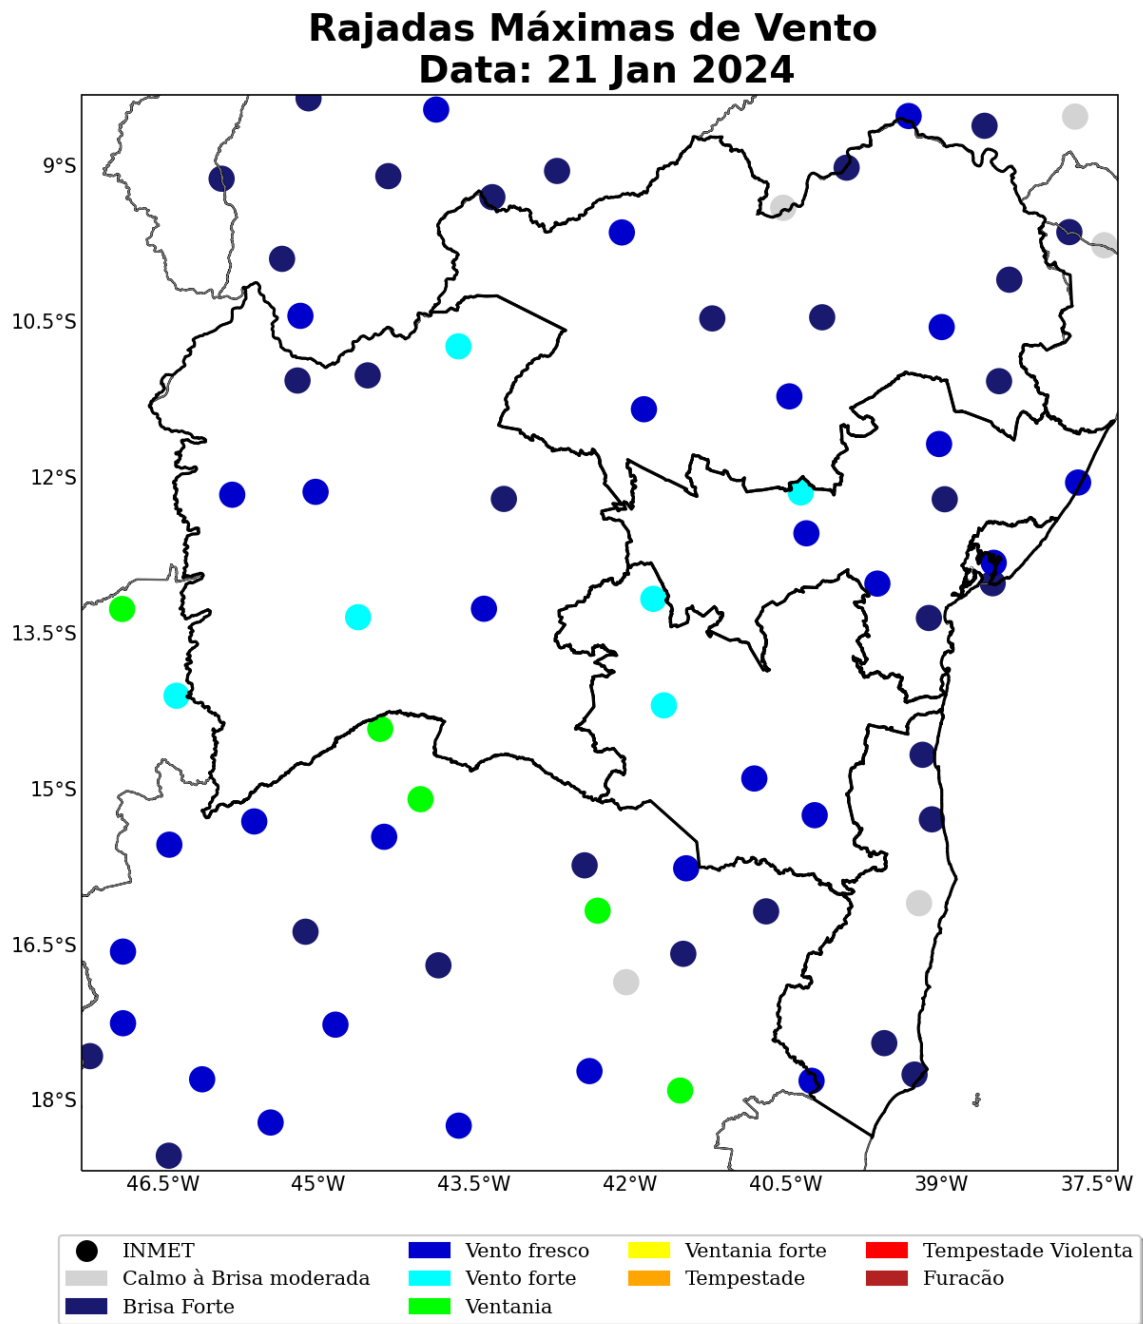 Rajadas Máximas de Vento
Data: 21 Jan 2024
9°S
10.5°S
12°S
13.5°S
15°S
16.5°S
18°S
46.5°W 45°W 43.5°W 42°W 40.5°W 39°W 37.5°W
INMET Vento fresco Ventania forte Tempestade Violenta
Calmo à Brisa moderada Vento forte Tempestade Furacão
Brisa Forte Ventania